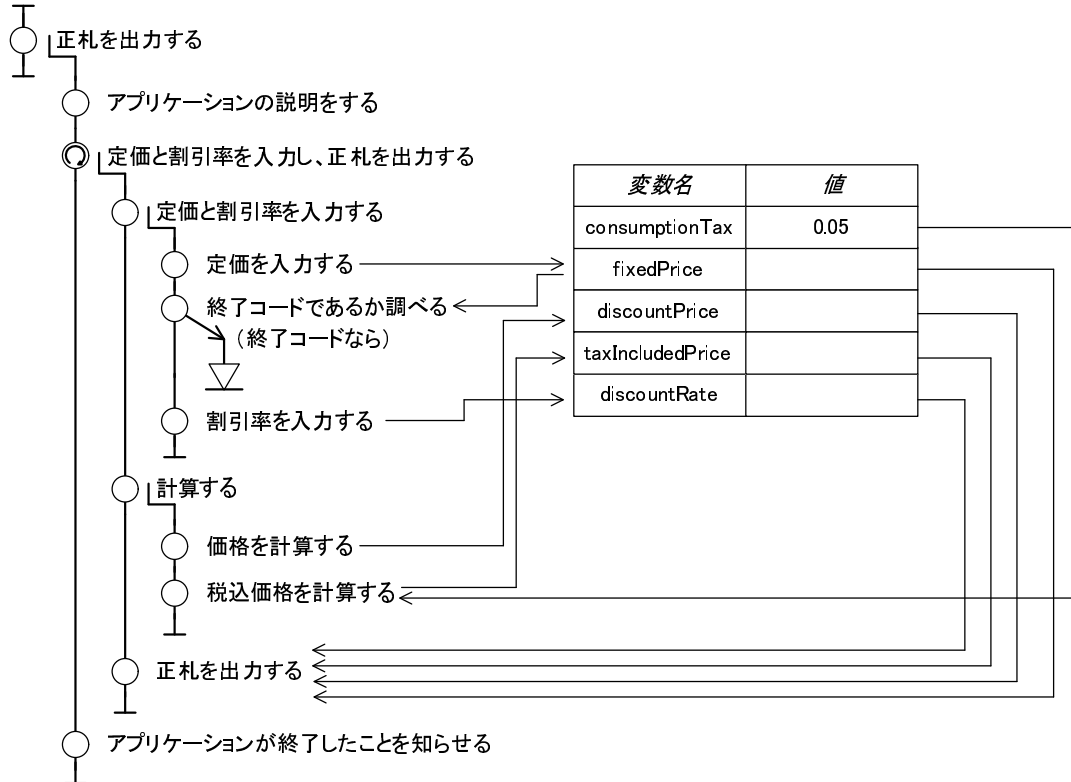 正札を出力する
アプリケーションの説明をする
定価と割引率を入力し、正札を出力する
定価と割引率を入力する
定価を入力する
終了コードであるか調べる
(終了コードなら)
割引率を入力する
計算する
価格を計算する
税込価格を計算する
正札を出力する
アプリケーションが終了したことを知らせる
変数名 値
consumptionTax 0.05
fixedPrice
discountPrice
taxIncludedPrice
discountRate